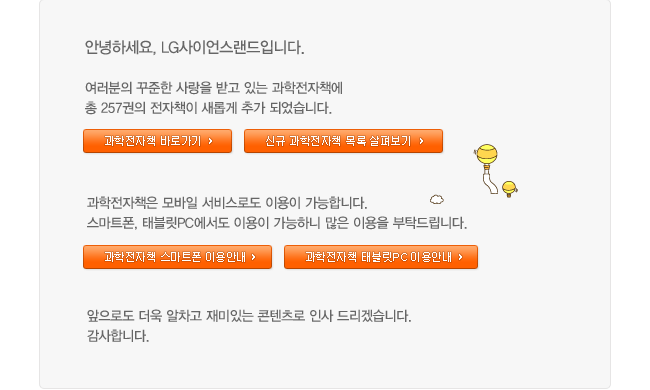 안녕하세요, LG사이언스랜드입니다.
여러분의 꾸준한 사랑을 받고 있는 과학전자책에
총 257권의 전자책이 새롭게 추가 되었습니다.
과학전자책 바로가기 >
신규 과학전자책 목록 살펴보기 >
과학전자책은 모바일 서비스로도 이용이 가능합니다.
스마트폰, 태블릿PC에서도 이용이 가능하니 많은 이용을 부탁드립니다.
과학전자책 스마트폰 이용안내 >
과학전자책 태블릿PC 이용안내 >
앞으로도 더욱 알차고 재미있는 콘텐츠로 인사 드리겠습니다.
감사합니다.